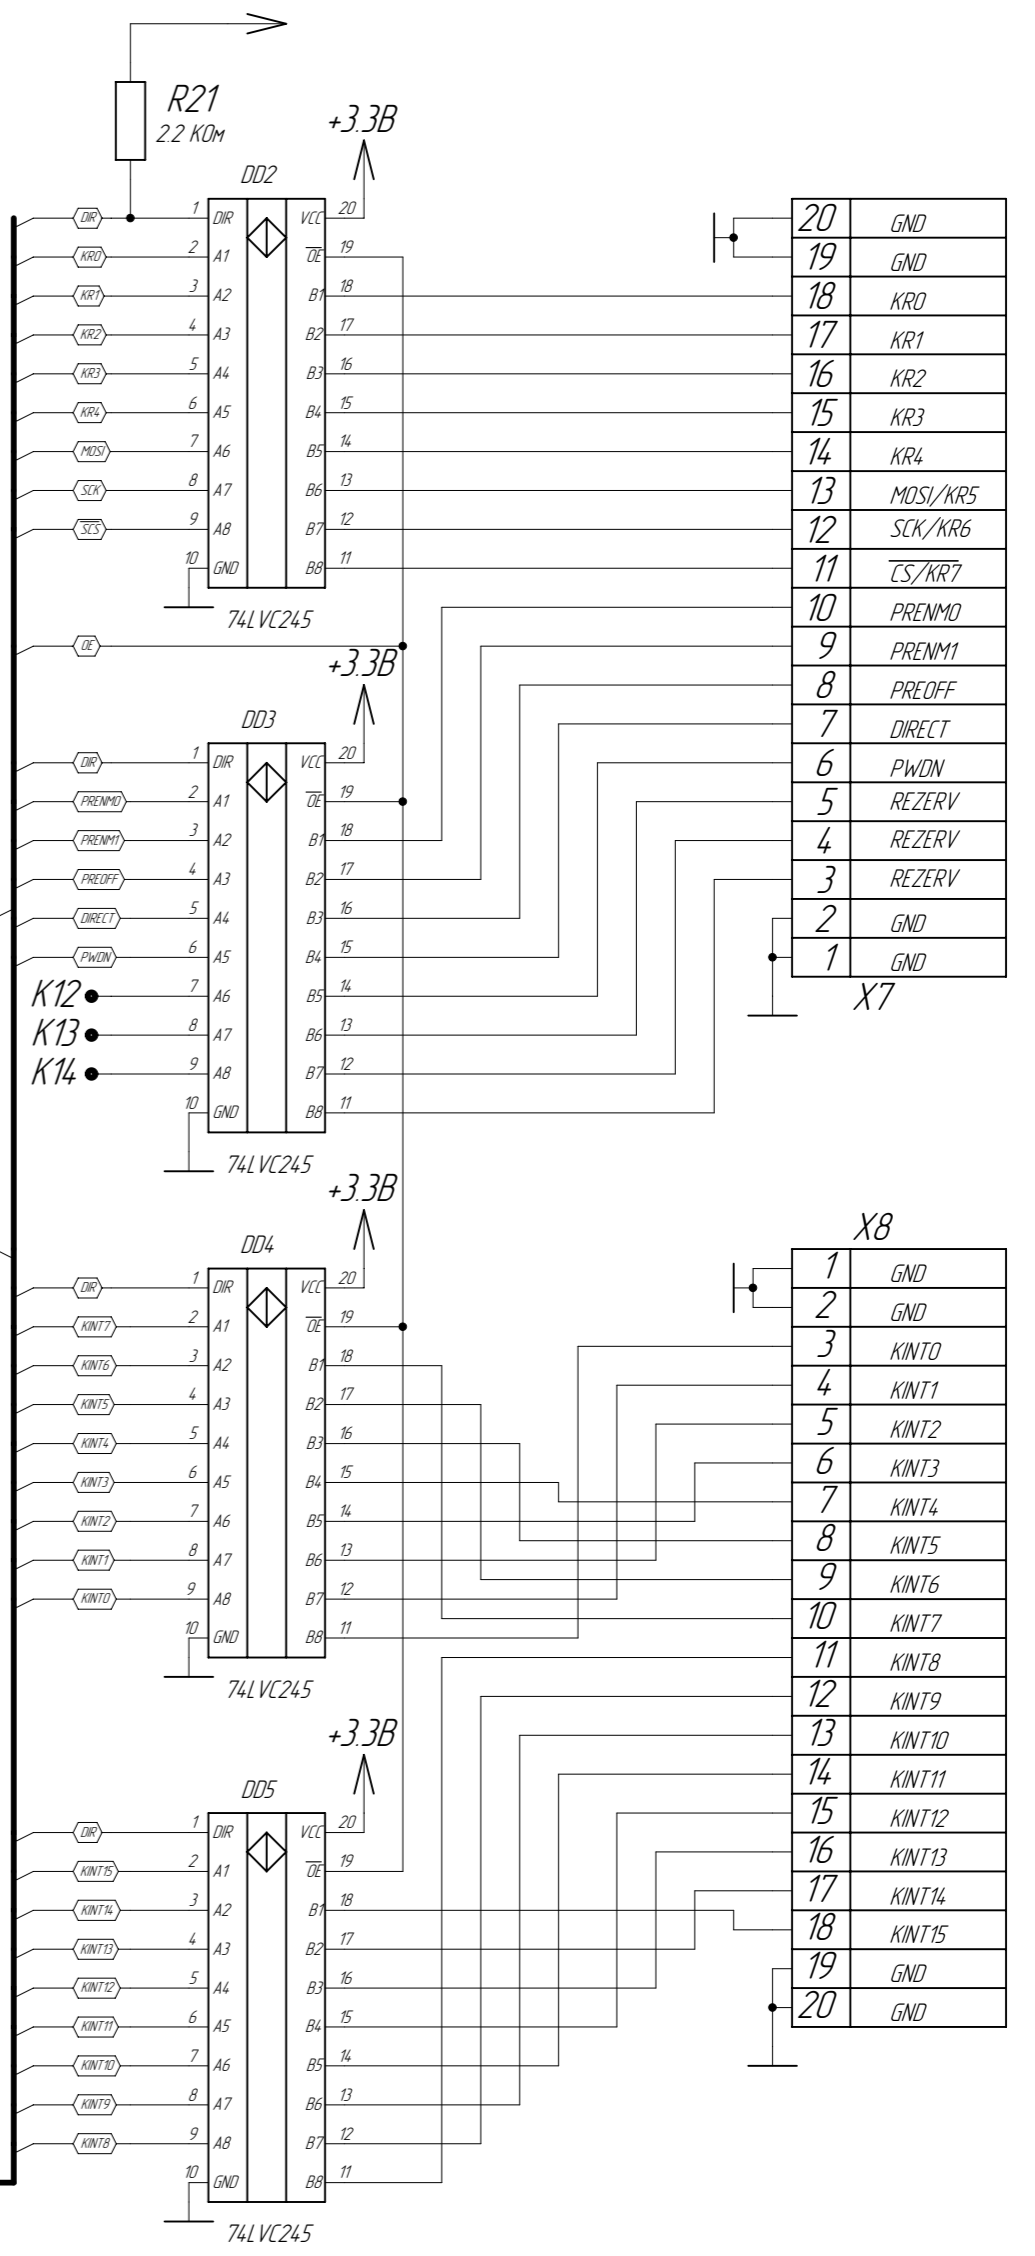 R21
2.2 КОм
+3.3В
DD2
DIR 1 DIR VCC 20
KR0 2 A1 OE 19
KR1 3 A2 B1 18
KR2 4 A3 B2 17
KR3 5 A4 B3 16
KR4 6 A5 B4 15
MOSI 7 A6 B5 14
SCK 8 A7 B6 13
SCS 9 A8 B7 12
10 GND B8 11
74LVC245
OE
+3.3В
DD3
DIR 1 DIR VCC 20
PRENM0 2 A1 OE 19
PRENM1 3 A2 B1 18
PREOFF 4 A3 B2 17
DIRECT 5 A4 B3 16
PWDN 6 A5 B4 15
K12 7 A6 B5 14
K13 8 A7 B6 13
K14 9 A8 B7 12
10 GND B8 11
74LVC245
20 GND
19 GND
18 KR0
17 KR1
16 KR2
15 KR3
14 KR4
13 MOSI/KR5
12 SCK/KR6
11 CS/KR7
10 PRENM0
9 PRENM1
8 PREOFF
7 DIRECT
6 PWDN
5 REZERV
4 REZERV
3 REZERV
2 GND
1 GND
X7
+3.3В
DD4
DIR 1 DIR VCC 20
KINT7 2 A1 OE 19
KINT6 3 A2 B1 18
KINT5 4 A3 B2 17
KINT4 5 A4 B3 16
KINT3 6 A5 B4 15
KINT2 7 A6 B5 14
KINT1 8 A7 B6 13
KINT0 9 A8 B7 12
10 GND B8 11
74LVC245
+3.3В
DD5
DIR 1 DIR VCC 20
KINT15 2 A1 OE 19
KINT14 3 A2 B1 18
KINT13 4 A3 B2 17
KINT12 5 A4 B3 16
KINT11 6 A5 B4 15
KINT10 7 A6 B5 14
KINT9 8 A7 B6 13
KINT8 9 A8 B7 12
10 GND B8 11
74LVC245
X8
1 GND
2 GND
3 KINT0
4 KINT1
5 KINT2
6 KINT3
7 KINT4
8 KINT5
9 KINT6
10 KINT7
11 KINT8
12 KINT9
13 KINT10
14 KINT11
15 KINT12
16 KINT13
17 KINT14
18 KINT15
19 GND
20 GND